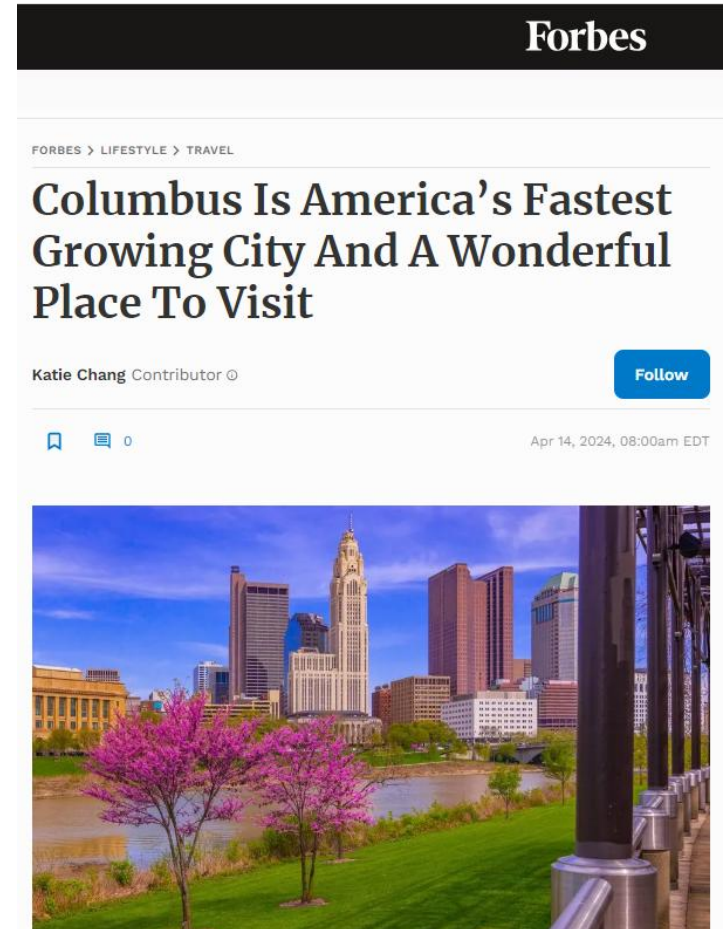 Forbes
FORBES > LIFESTYLE > TRAVEL
Columbus Is America’s Fastest
Growing City And A Wonderful
Place To Visit
Katie Chang Contributor
Follow
0
Apr 14, 2024, 08:00am EDT